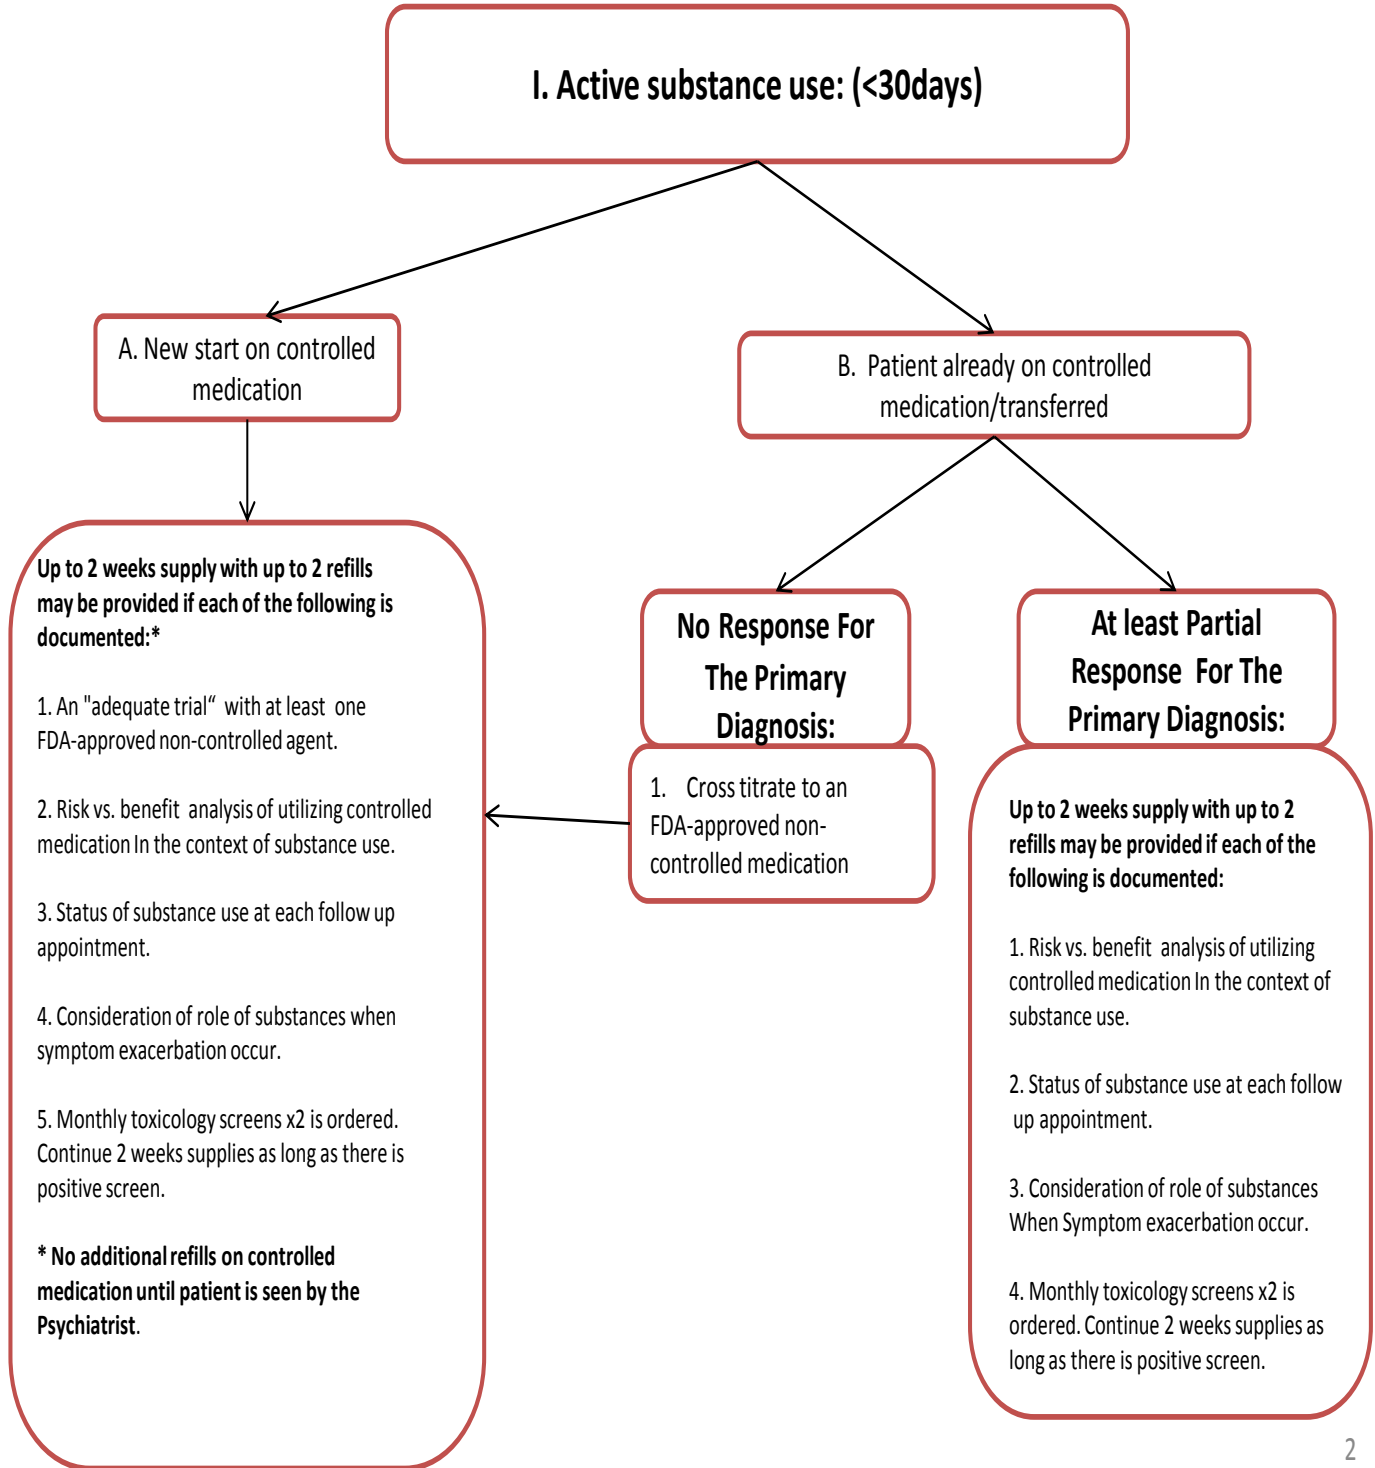 I. Active substance use: (<30days)
A. New start on controlled
medication
B.  Patient already on controlled
medication/transferred
Up to 2 weeks supply with up to 2 refills
may be provided if each of the following is
documented:*
1. An "adequate trial“  with at least  one
FDA-approved non-controlled agent.
2. Risk vs. benefit  analysis of utilizing controlled
medication In the context of substance use.
3. Status of substance use at each follow up
appointment.
4. Consideration of role of substances when
symptom exacerbation occur.
5. Monthly toxicology screens x2 is ordered.
Continue 2 weeks supplies as long as there is
positive screen.
* No additional refills on controlled
medication until patient is seen by the
Psychiatrist.
No Response For
The Primary
Diagnosis:
1.    Cross titrate to an
FDA-approved non-
controlled medication
At least Partial
Response  For The
Primary Diagnosis:
Up to 2 weeks supply with up to 2
refills may be provided if each of the
following is documented:
1. Risk vs. benefit  analysis of utilizing
controlled medication In the context of
substance use.
2. Status of substance use at each follow
up appointment.
3. Consideration of role of substances
When Symptom exacerbation occur.
4. Monthly toxicology screens x2 is
ordered. Continue 2 weeks supplies as
long as there is positive screen.
2